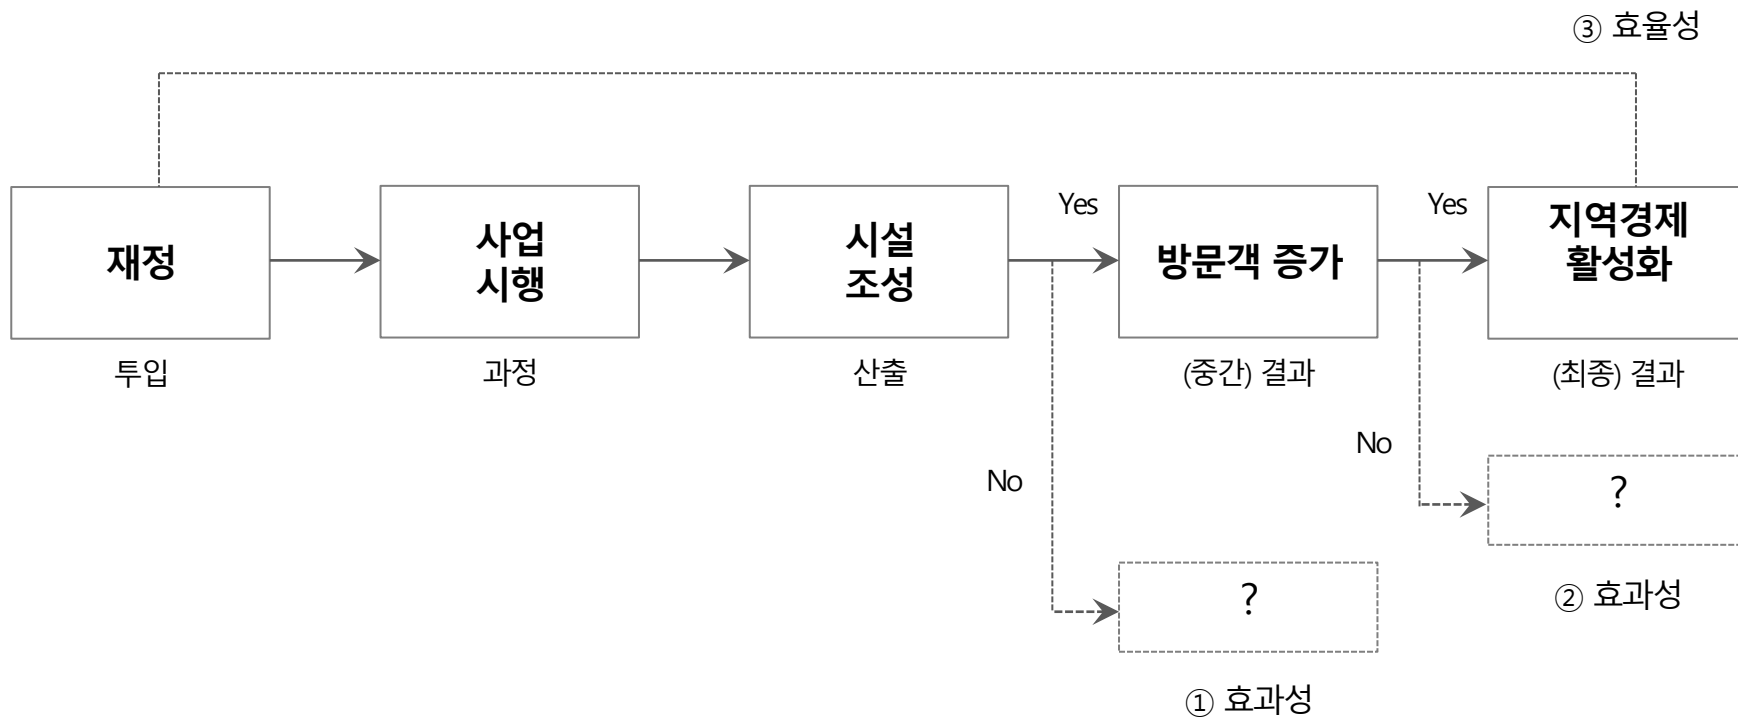 ③ 효율성
재정
투입
사업
시행
과정
시설
조성
산출
Yes
방문객 증가
(중간) 결과
Yes
지역경제
활성화
(최종) 결과
No
?
② 효과성
No
?
① 효과성